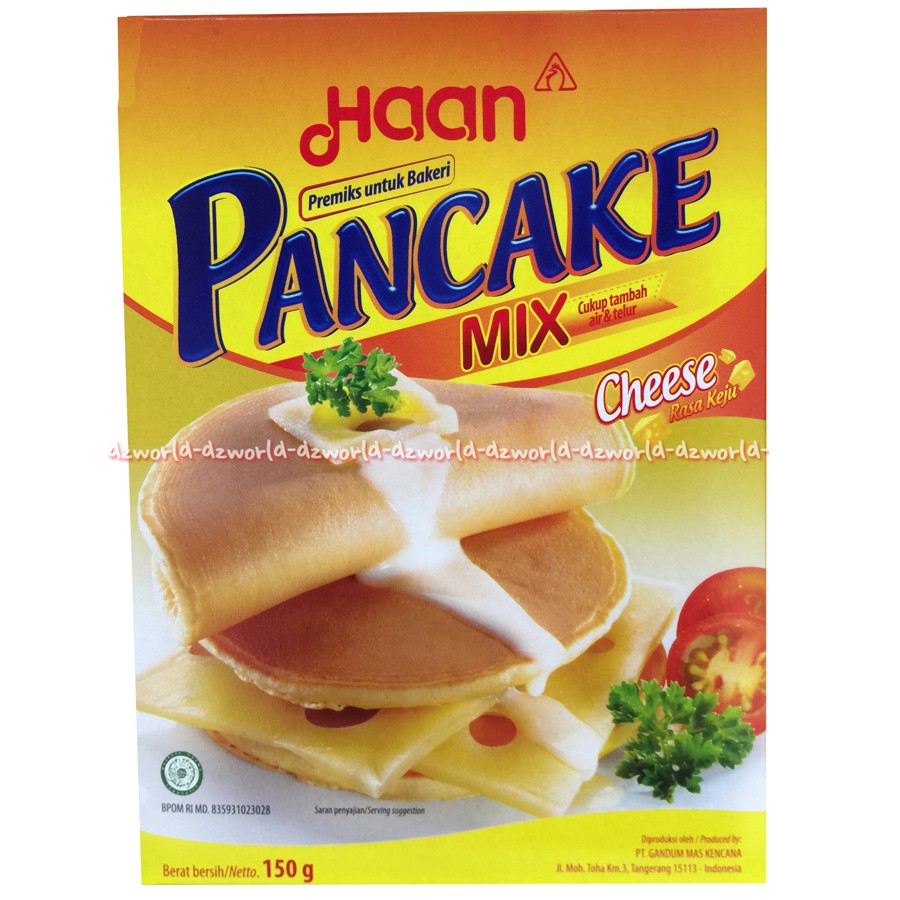 Haan
Premiks untuk Bakeri
PANCAKE
MIX
Cukup tambah
air & telur
Cheese
Rasa Keju
dzworld-dzworld-dzworld-dzworld-dzworld-dzworld-dzworld-dzworld-
BPOM RI MD. 835931023028
Saran penyajian/Serving suggestion
Berat bersih/Netto. 150 g
Diproduksi oleh / Produced by:
PT. GANDUM MAS KENCANA
Jl. Moh. Toha Km.3, Tangerang 15113 - Indonesia